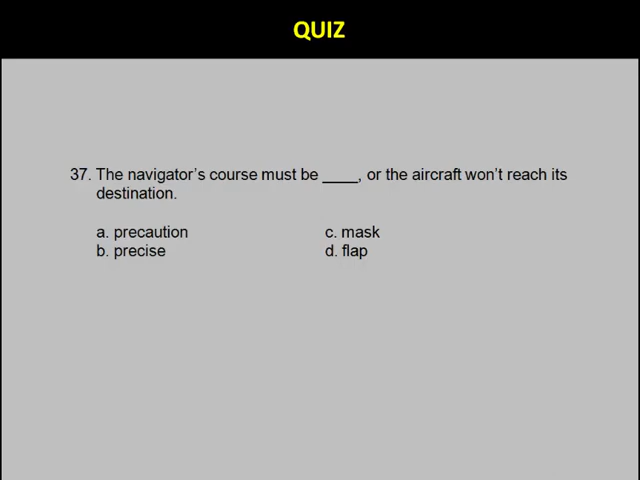 QUIZ
37. The navigator's course must be ____, or the aircraft won't reach its
destination.
a. precaution
c. mask
b. precise
d. flap